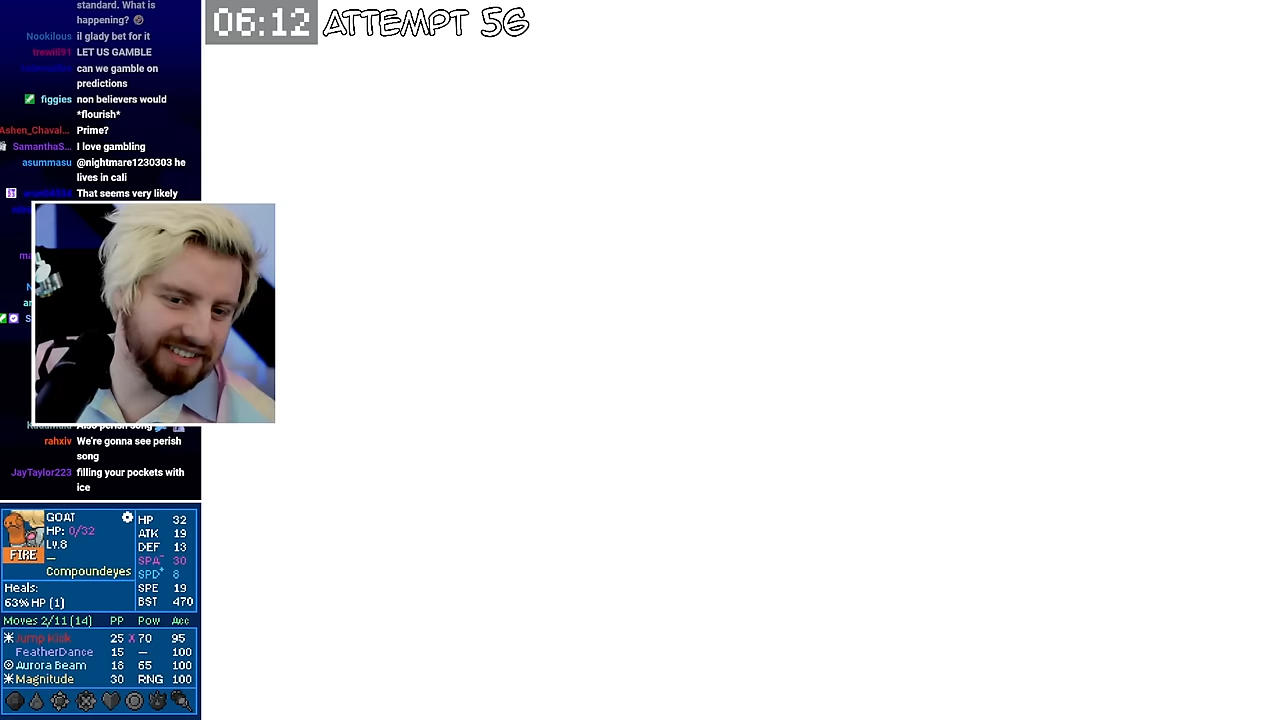 06:12 ATTEMPT 56
standard. What is
happening?
Nookilous il glady bet for it
trewill91 LET US GAMBLE
can we gamble on
predictions
figgies non believers would
*flourish*
Ashen_Chaval... Prime?
SamanthaS... I love gambling
asummasu @nightmare1230303 he
lives in cali
That seems very likely
rahxiv We're gonna see perish
song
JayTaylor223 filling your pockets with
ice
GOAT
HP: 0/32
Lv.8
FIRE
—
Compoundeyes
Heals:
63% HP (1)
HP 32
ATK 19
DEF 13
SPA- 30
SPD+ 8
SPE 19
BST 470
Moves 2/11 (14) PP Pow Acc
Jump Kick 25 X 70 95
FeatherDance 15 — 100
Aurora Beam 18 65 100
Magnitude 30 RNG 100